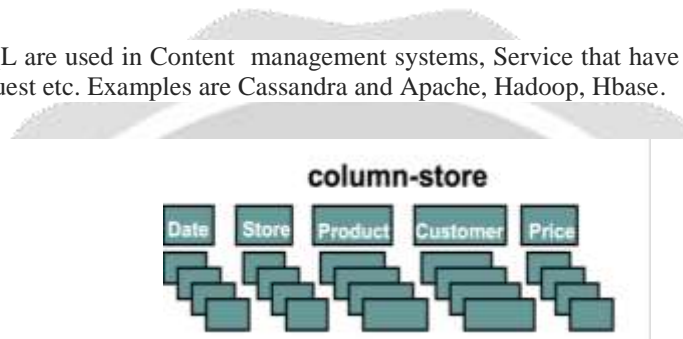 L are used in Content management systems, Service that have
uest etc. Examples are Cassandra and Apache, Hadoop, Hbase.
column-store
Date Store Product Customer Price